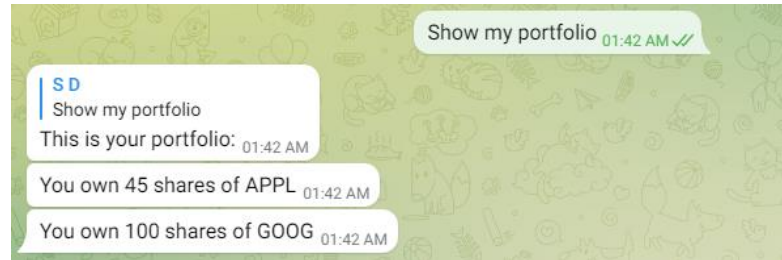 Show my portfolio 01:42 AM
S D
Show my portfolio
This is your portfolio: 01:42 AM
You own 45 shares of APPL 01:42 AM
You own 100 shares of GOOG 01:42 AM